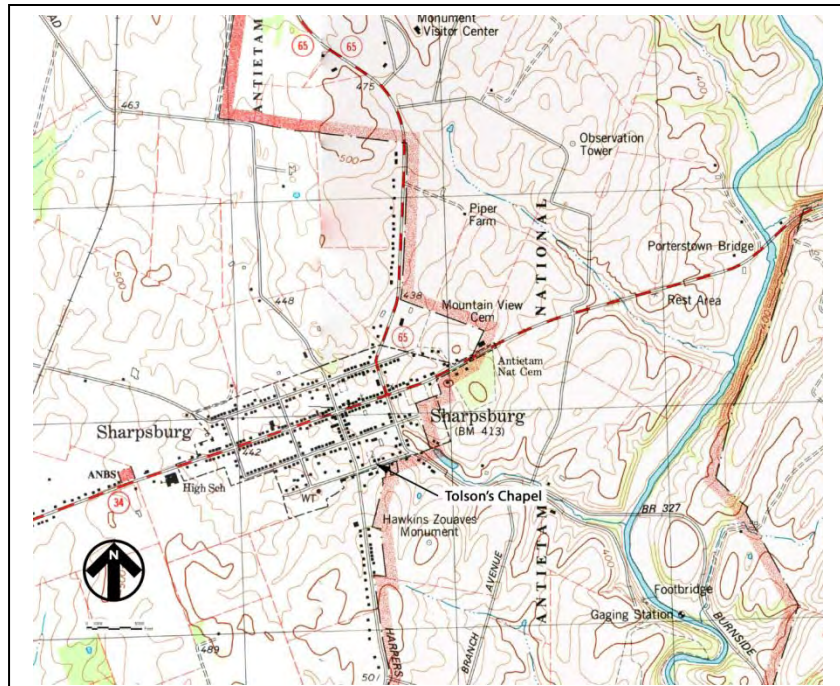 Monument
Visitor Center
65
65
ANTIETAM
475
463
500
Observation
Tower
Piper
Farm
NATIONAL
Porterstown Bridge
500
Rest Area
438
448
Mountain View
Cem
65
Antietam
Nat Cem
Sharpsburg
Sharpsburg
(BM 413)
442
ANBS
High Sch
WT
34
Tolson's Chapel
Hawkins Zouaves
Monument
BR 327
ANTIETAM
AVENUE
BRANCH
400
Footbridge
Gaging Station
BURNSIDE
N
489
HARPERS
501